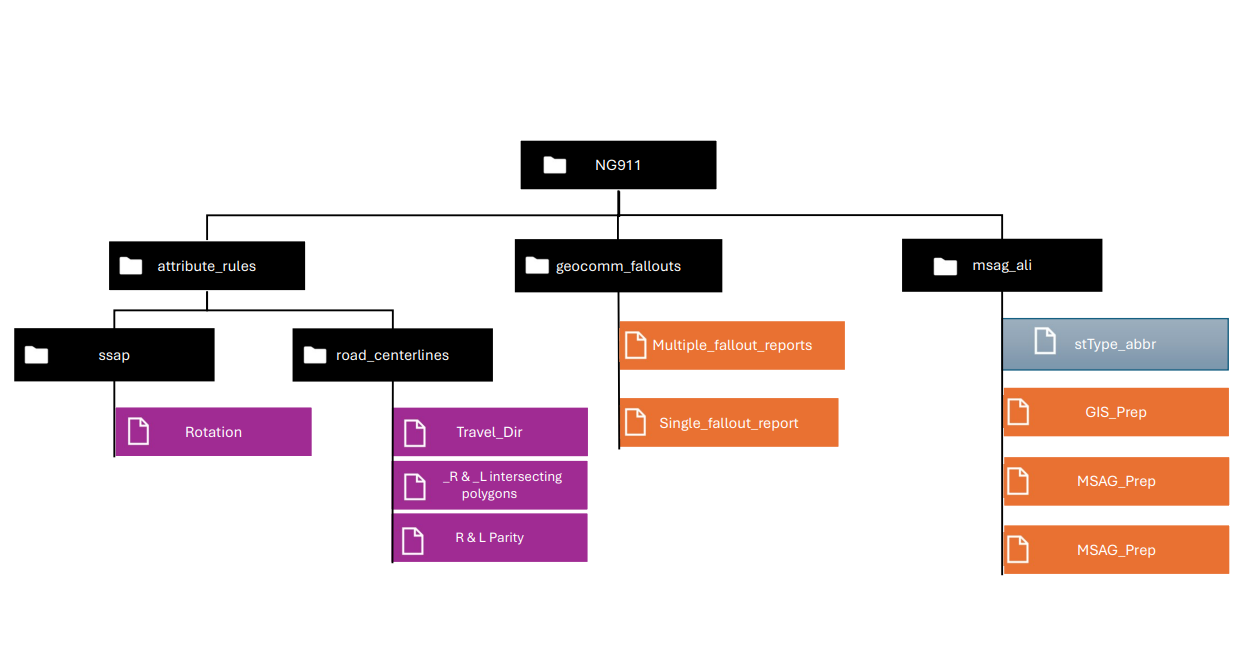 NG911
attribute_rules
geocomm_fallouts
msag_ali
ssap
road_centerlines
Rotation
Travel_Dir
_R & _L intersecting
polygons
R & L Parity
Multiple_fallout_reports
Single_fallout_report
stType_abbr
GIS_Prep
MSAG_Prep
MSAG_Prep